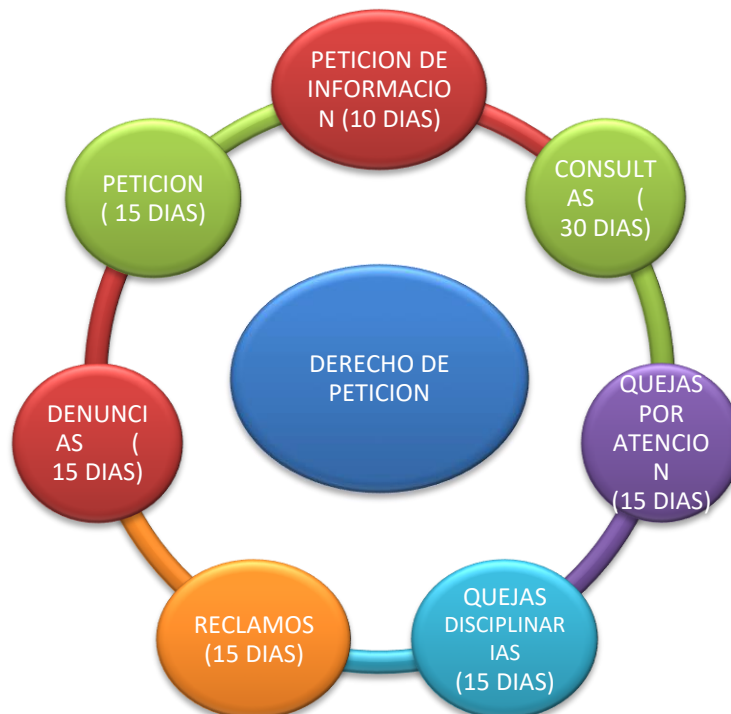 PETICION DE
INFORMACIO
N (10 DIAS)
CONSULT
AS (
30 DIAS)
QUEJAS
POR
ATENCIO
N
(15 DIAS)
QUEJAS
DISCIPLINAR
IAS
(15 DIAS)
RECLAMOS
(15 DIAS)
DENUNCI
AS (
15 DIAS)
PETICION
( 15 DIAS)
DERECHO DE
PETICION